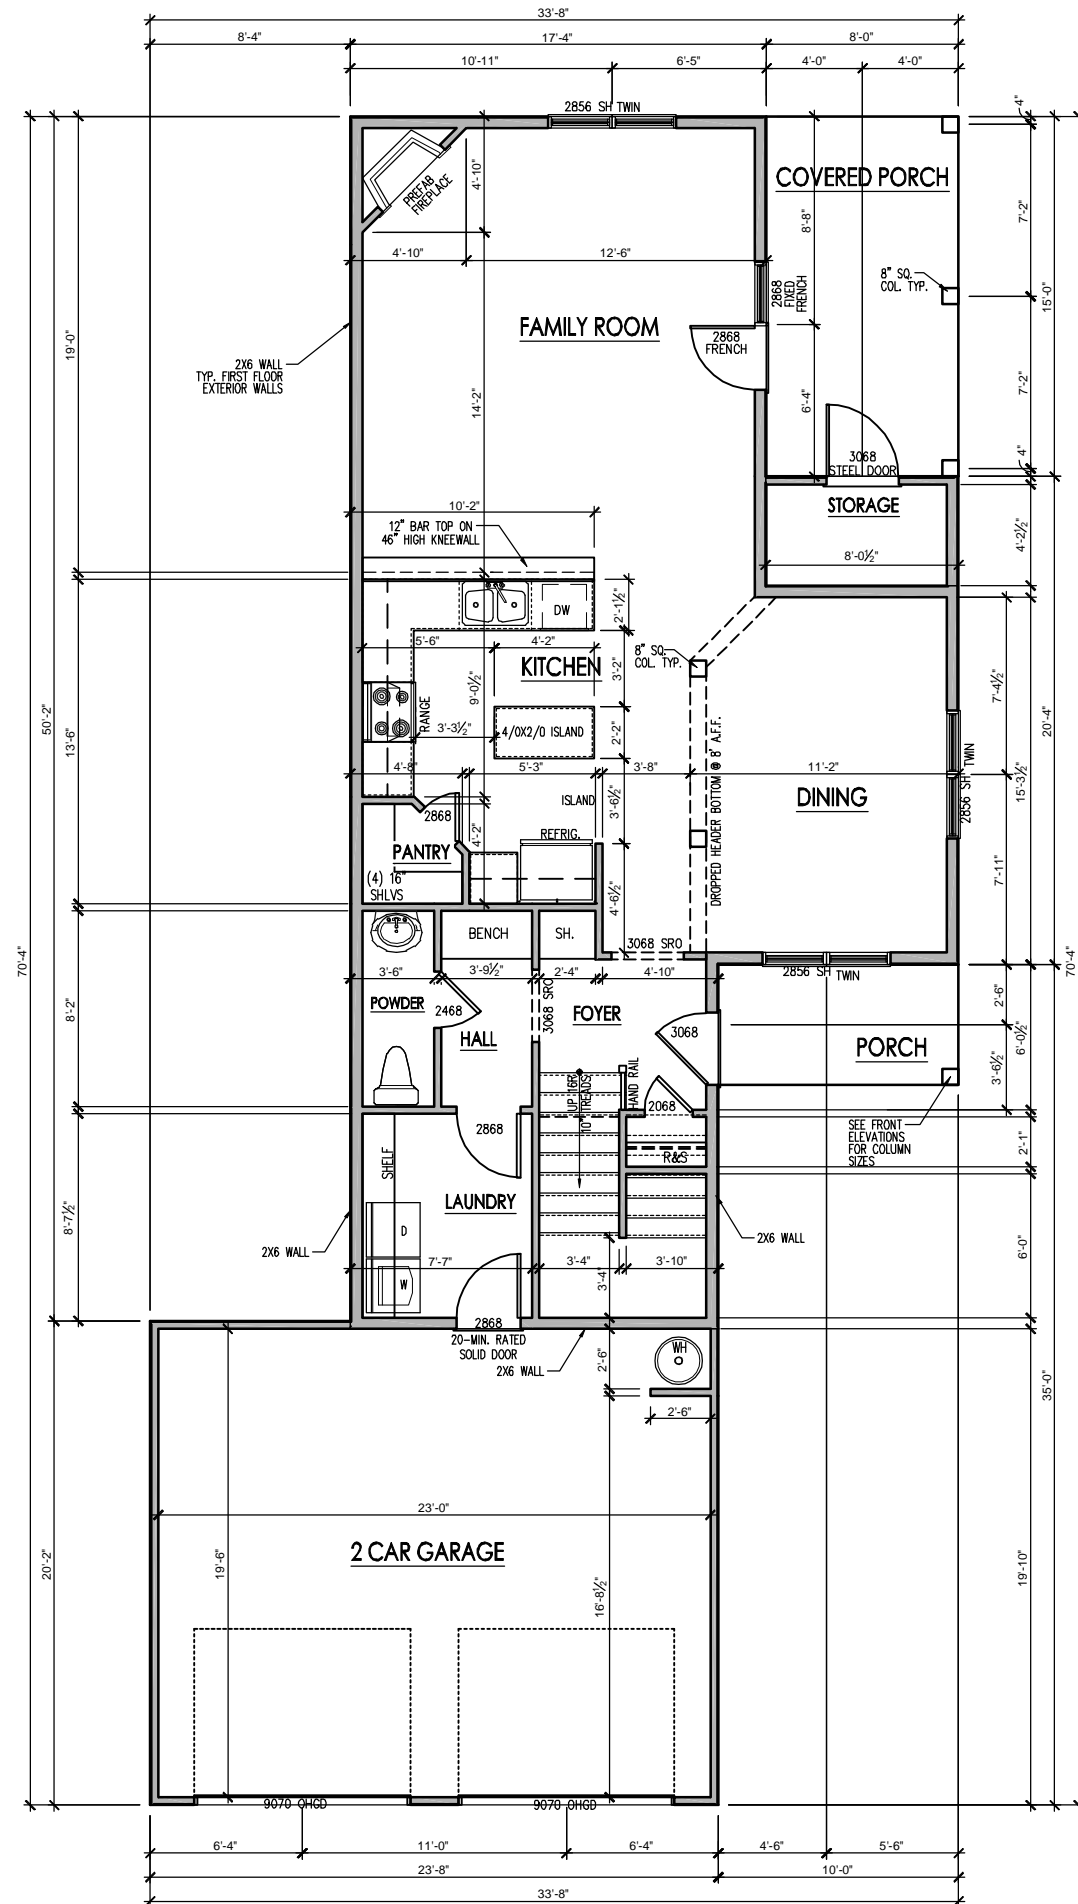 33'-8"
8'-4"
17'-4"
8'-0"
10'-11"
6'-5"
4'-0"
4'-0"
2856 SH TWIN
4"
PREFAB
FIREPLACE
4'-10"
COVERED PORCH
8'-8"
7'-2"
4'-10"
12'-6"
2868
FIXED
FRENCH
8" SQ.
COL. TYP.
15'-0"
FAMILY ROOM
2868
FRENCH
19'-0"
2X6 WALL
TYP. FIRST FLOOR
EXTERIOR WALLS
14'-2"
6'-4"
7'-2"
3068
STEEL DOOR
4"
10'-2"
STORAGE
12" BAR TOP ON
46" HIGH KNEEWALL
4'-2½"
8'-0½"
DW
2'-1½"
5'-6"
4'-2"
8" SQ.
COL. TYP.
KITCHEN
3'-2"
9'-0½"
7'-4½"
RANGE
50'-2"
13'-6"
3'-3½"
4/0X2/0 ISLAND
2'-2"
20'-4"
4'-8"
5'-3"
3'-8"
11'-2"
15'-3½"
2856 SH TWIN
DROPPED HEADER BOTTOM @ 8' A.F.F.
DINING
ISLAND
2868
3'-6½"
REFRIG.
4'-2"
PANTRY
7'-11"
(4) 16"
SHLVS
4'-6½"
BENCH
SH.
3068 SRO
70'-4"
70'-4"
3'-6"
3'-9½"
2'-4"
4'-10"
2856 SH TWIN
2'-6"
POWDER
2468
3068 SRO
FOYER
8'-2"
HALL
3068
PORCH
6'-0½"
3'-6½"
UP 16R
10" TREADS
HAND RAIL
2068
2868
SEE FRONT
ELEVATIONS
FOR COLUMN
SIZES
2'-1"
SHELF
R&S
LAUNDRY
8'-7½"
2X6 WALL
D
2X6 WALL
6'-0"
7'-7"
3'-4"
3'-10"
3'-4"
W
2868
20-MIN. RATED
SOLID DOOR
2X6 WALL
WH
2'-6"
35'-0"
2'-6"
23'-0"
2 CAR GARAGE
20'-2"
19'-6"
16'-8½"
19'-10"
9070 OHGD
9070 OHGD
6'-4"
11'-0"
6'-4"
4'-6"
5'-6"
23'-8"
10'-0"
33'-8"